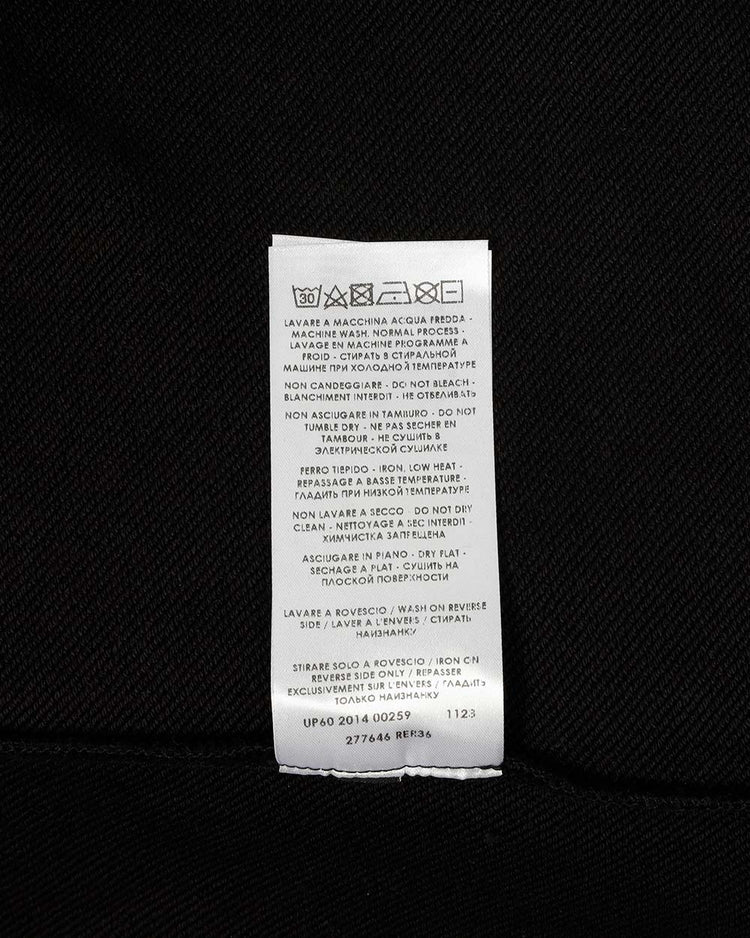 30
LAVARE A MACCHINA ACQUA FREDDA -
MACHINE WASH, NORMAL PROCESS -
LAVAGE EN MACHINE PROGRAMME A
FROID - СТИРАТЬ В СТИРАЛЬНОЙ
МАШИНЕ ПРИ ХОЛОДНОЙ ТЕМПЕРАТУРЕ
NON CANDEGGIARE - DO NOT BLEACH -
BLANCHIMENT INTERDIT - НЕ ОТБЕЛИВАТЬ
NON ASCIUGARE IN TAMBURO - DO NOT
TUMBLE DRY - NE PAS SECHER EN
TAMBOUR - НЕ СУШИТЬ В
ЭЛЕКТРИЧЕСКОЙ СУШИЛКЕ
FERRO TIEPIDO - IRON, LOW HEAT -
REPASSAGE A BASSE TEMPERATURE -
ГЛАДИТЬ ПРИ НИЗКОЙ ТЕМПЕРАТУРЕ
NON LAVARE A SECCO - DO NOT DRY
CLEAN - NETTOYAGE A SEC INTERDIT -
ХИМЧИСТКА ЗАПРЕЩЕНА
ASCIUGARE IN PIANO - DRY FLAT -
SECHAGE A PLAT - СУШИТЬ НА
ПЛОСКОЙ ПОВЕРХНОСТИ
LAVARE A ROVESCIO / WASH ON REVERSE
SIDE / LAVER A L'ENVERS / СТИРАТЬ
НАИЗНАНКУ
STIRARE SOLO A ROVESCIO / IRON ON
REVERSE SIDE ONLY / REPASSER
EXCLUSIVEMENT SUR L'ENVERS / ГЛАДИТЬ
ТОЛЬКО НАИЗНАНКУ
UP60 2014 00259 1123
277646 REF.36